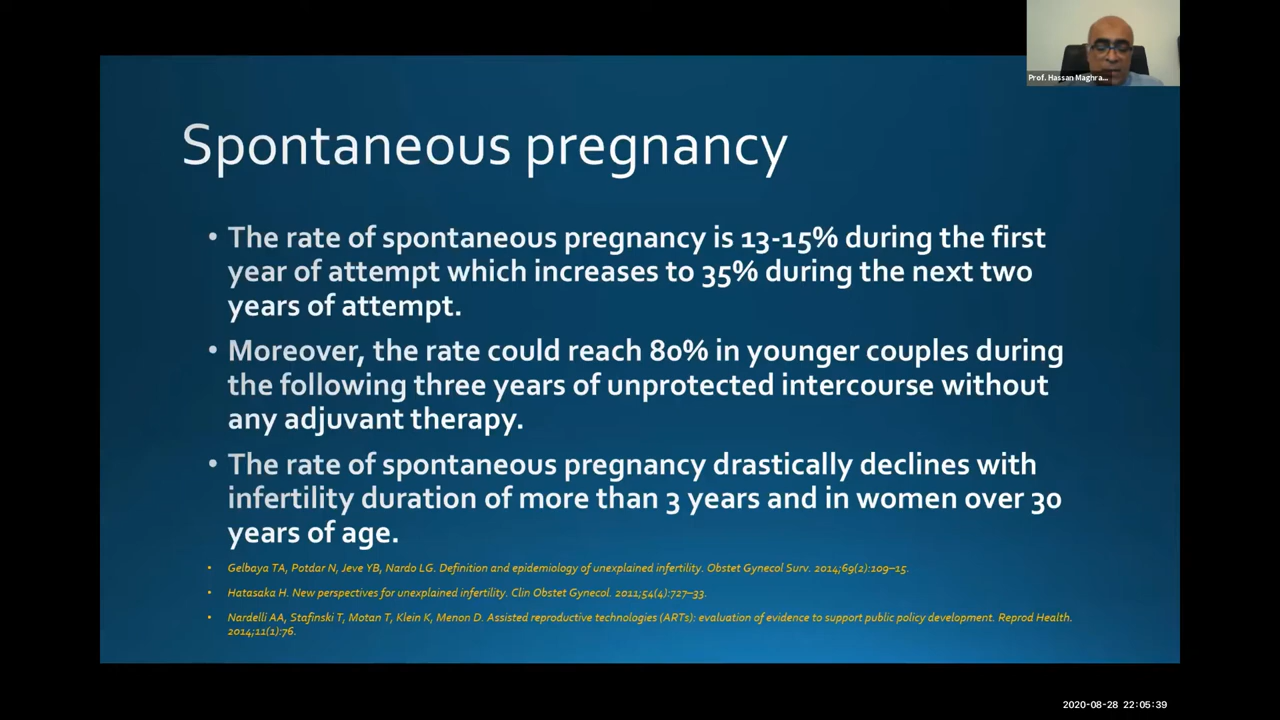 Prof. Hassan Maghra...
Spontaneous pregnancy
• The rate of spontaneous pregnancy is 13-15% during the first
year of attempt which increases to 35% during the next two
years of attempt.
• Moreover, the rate could reach 80% in younger couples during
the following three years of unprotected intercourse without
any adjuvant therapy.
• The rate of spontaneous pregnancy drastically declines with
infertility duration of more than 3 years and in women over 30
years of age.
• Gelbaya TA, Potdar N, Jeve YB, Nardo LG. Definition and epidemiology of unexplained infertility. Obstet Gynecol Surv. 2014;69(2):109–15.
• Hatasaka H. New perspectives for unexplained infertility. Clin Obstet Gynecol. 2011;54(4):727–33.
• Nardelli AA, Stafinski T, Motan T, Klein K, Menon D. Assisted reproductive technologies (ARTs): evaluation of evidence to support public policy development. Reprod Health.
2014;11(1):76.
2020-08-28 22:05:39